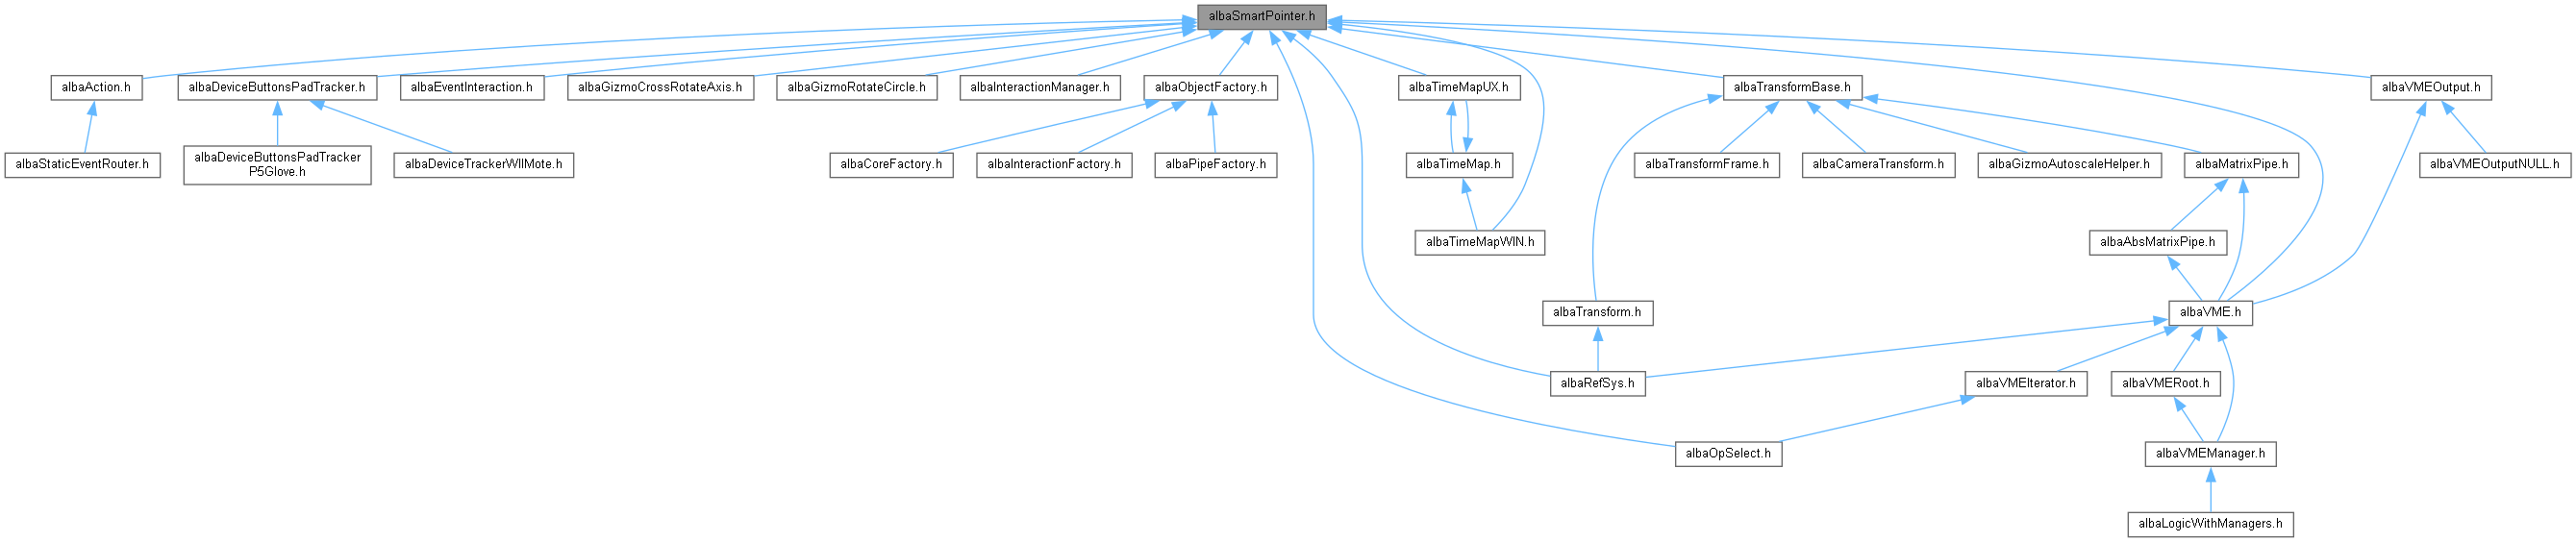 albaSmartPointer.h
albaAction.h
albaDeviceButtonsPadTracker.h
albaEventInteraction.h
albaGizmoCrossRotateAxis.h
albaGizmoRotateCircle.h
albaInteractionManager.h
albaObjectFactory.h
albaTimeMapUX.h
albaTransformBase.h
albaVMEOutput.h
albaStaticEventRouter.h
albaDeviceButtonsPadTracker
P5Glove.h
albaDeviceTrackerWIIMote.h
albaCoreFactory.h
albaInteractionFactory.h
albaPipeFactory.h
albaTimeMap.h
albaTransformFrame.h
albaCameraTransform.h
albaGizmoAutoscaleHelper.h
albaMatrixPipe.h
albaVMEOutputNULL.h
albaTimeMapWIN.h
albaAbsMatrixPipe.h
albaTransform.h
albaVME.h
albaRefSys.h
albaVMEIterator.h
albaVMERoot.h
albaOpSelect.h
albaVMEManager.h
albaLogicWithManagers.h